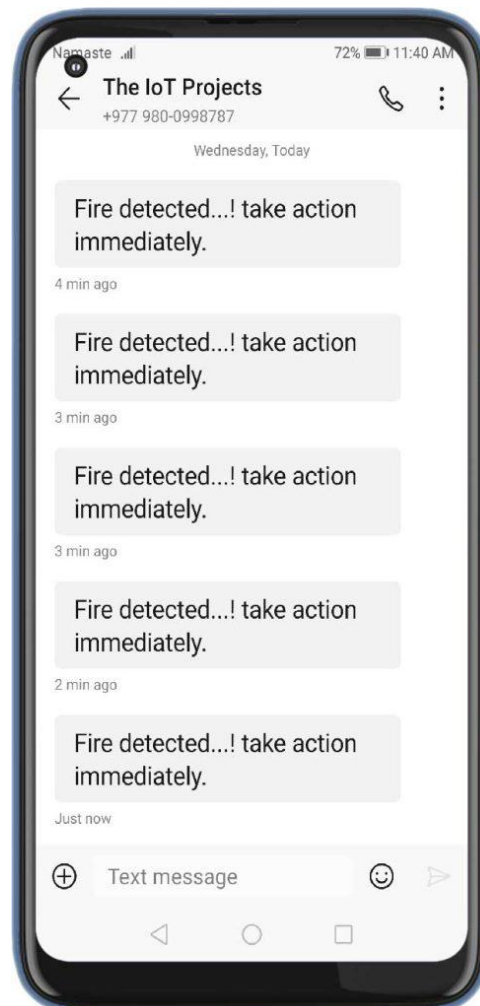 Namaste 72% 11:40 AM
The IoT Projects
+977 980-0998787
Wednesday, Today
Fire detected...! take action
immediately.
4 min ago
Fire detected...! take action
immediately.
3 min ago
Fire detected...! take action
immediately.
3 min ago
Fire detected...! take action
immediately.
2 min ago
Fire detected...! take action
immediately.
Just now
Text message